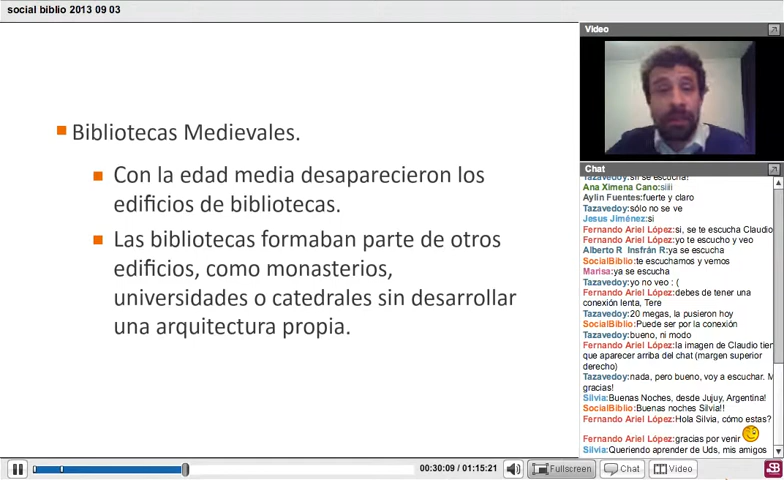 social biblio 2013 09 03
Bibliotecas Medievales.
Con la edad media desaparecieron los
edificios de bibliotecas.
Las bibliotecas formaban parte de otros
edificios, como monasterios,
universidades o catedrales sin desarrollar
una arquitectura propia.
Video
Chat
Tazavedoy:si se escucha!
Ana Ximena Cano:siiii
Aylin Fuentes:fuerte y claro
Tazavedoy:sólo no se ve
Jesus Jiménez:si
Fernando Ariel López:si, se te escucha Claudio
Fernando Ariel López:yo te escucho y veo
Alberto R Insfrán R:ya se escucha
SocialBiblio:te escuchamos y vemos
Marisa:ya se escucha
Tazavedoy:yo no veo : (
Fernando Ariel López:debes de tener una
conexión lenta, Tere
Tazavedoy:20 megas, la pusieron hoy
SocialBiblio:Puede ser por la conexión
Tazavedoy:bueno, ni modo
Fernando Ariel López:la imagen de Claudio tien
que aparecer arriba del chat (margen superior
derecho)
Tazavedoy:nada, pero bueno, voy a escuchar. M
gracias!
Silvia:Buenas Noches, desde Jujuy, Argentina!
SocialBiblio:Buenas noches Silvia!!
Fernando Ariel López:Hola Silvia, cómo estas?
Fernando Ariel López:gracias por venir
Silvia:Queriendo aprender de Uds, mis amigos
00:30:09 / 01:15:21
Fullscreen
Chat
Video
SB